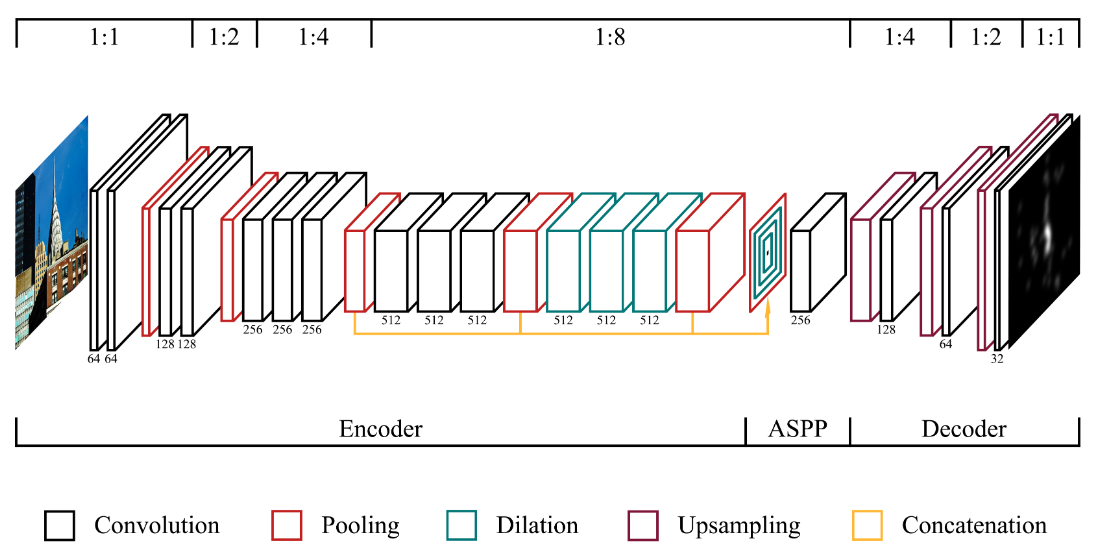 1:1 1:2 1:4 1:8 1:4 1:2 1:1
64 64 128 128 256 256 256 512 512 512 512 512 512 256 128 64 32
Encoder ASPP Decoder
Convolution Pooling Dilation Upsampling Concatenation